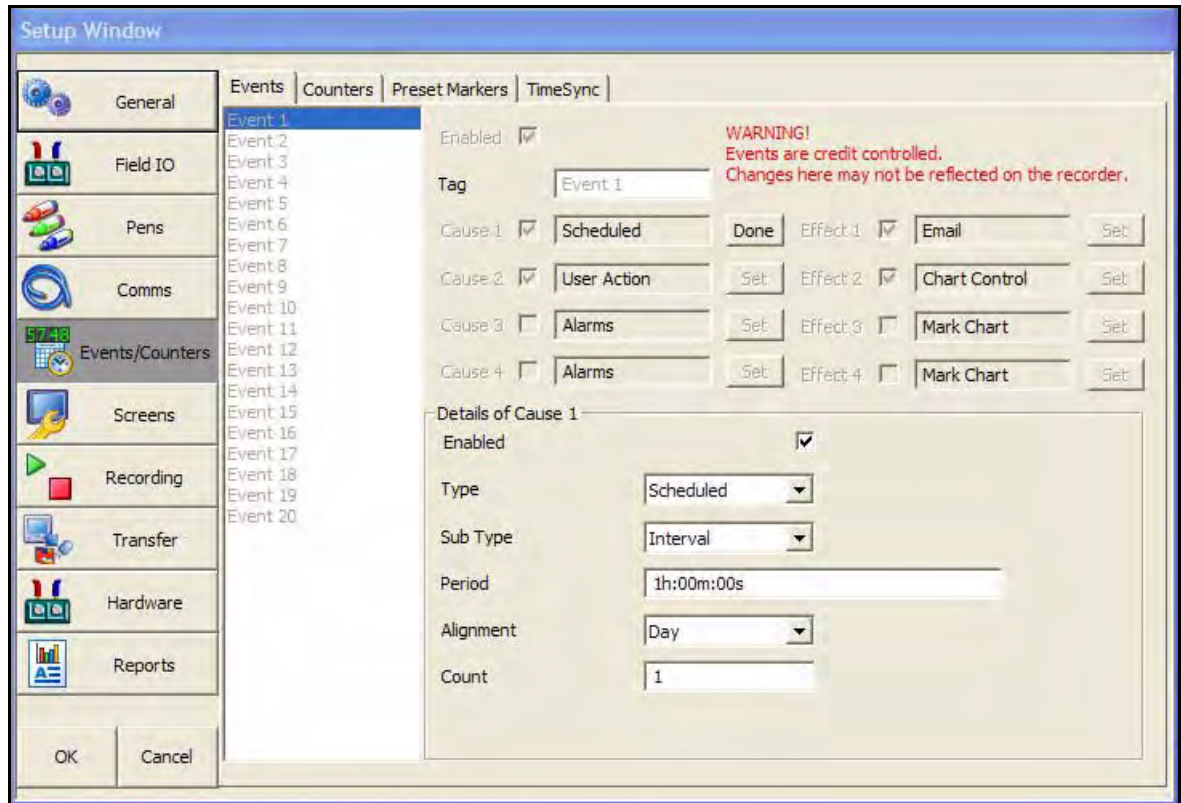 Setup Window
General
Field IO
Pens
Comms
57:48
Events/Counters
Screens
Recording
Transfer
Hardware
Reports
OK
Cancel
Events
Counters
Preset Markers
TimeSync
Event 1
Event 2
Event 3
Event 4
Event 5
Event 6
Event 7
Event 8
Event 9
Event 10
Event 11
Event 12
Event 13
Event 14
Event 15
Event 16
Event 17
Event 18
Event 19
Event 20
Enabled
WARNING!
Events are credit controlled.
Changes here may not be reflected on the recorder.
Tag Event 1
Cause 1 Scheduled Done Effect 1 Email Set
Cause 2 User Action Set Effect 2 Chart Control Set
Cause 3 Alarms Set Effect 3 Mark Chart Set
Cause 4 Alarms Set Effect 4 Mark Chart Set
Details of Cause 1
Enabled
Type Scheduled
Sub Type Interval
Period 1h:00m:00s
Alignment Day
Count 1